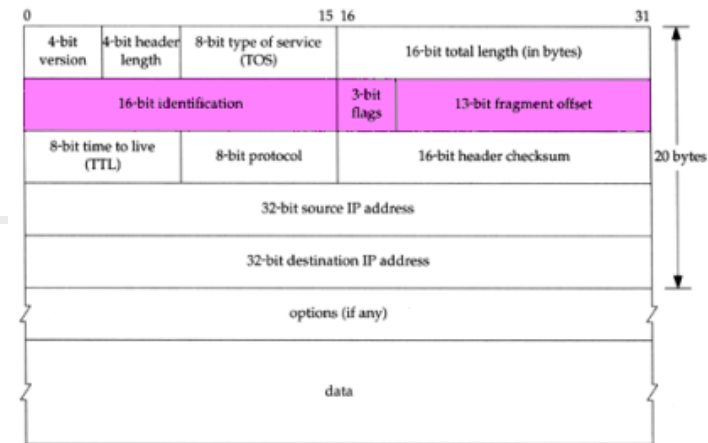 0 15 16 31
4-bit version
4-bit header length
8-bit type of service (TOS)
16-bit total length (in bytes)
16-bit identification
3-bit flags
13-bit fragment offset
8-bit time to live (TTL)
8-bit protocol
16-bit header checksum
20 bytes
32-bit source IP address
32-bit destination IP address
options (if any)
data